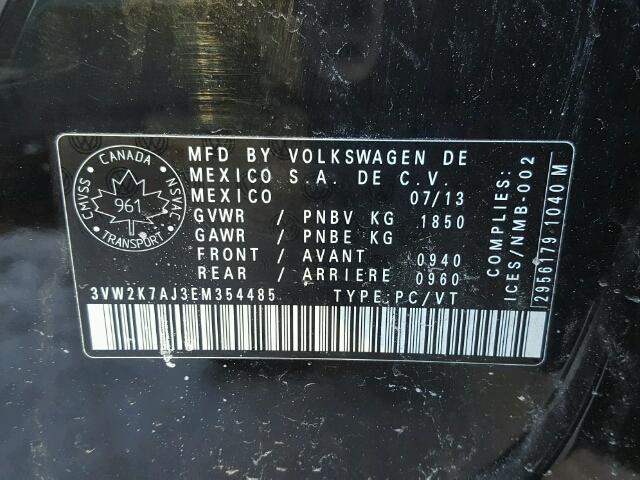 CANADA
CMVSS
NSVAC
961
TRANSPORT
MFD BY VOLKSWAGEN DE
MEXICO S.A. DE C.V.
MEXICO 07/13
GVWR / PNBV KG 1850
GAWR / PNBE KG
FRONT / AVANT 0940
REAR / ARRIERE 0960
3VW2K7AJ3EM354485 TYPE:PC/VT
COMPLIES:
ICES/NMB-002
2956179 1040 M